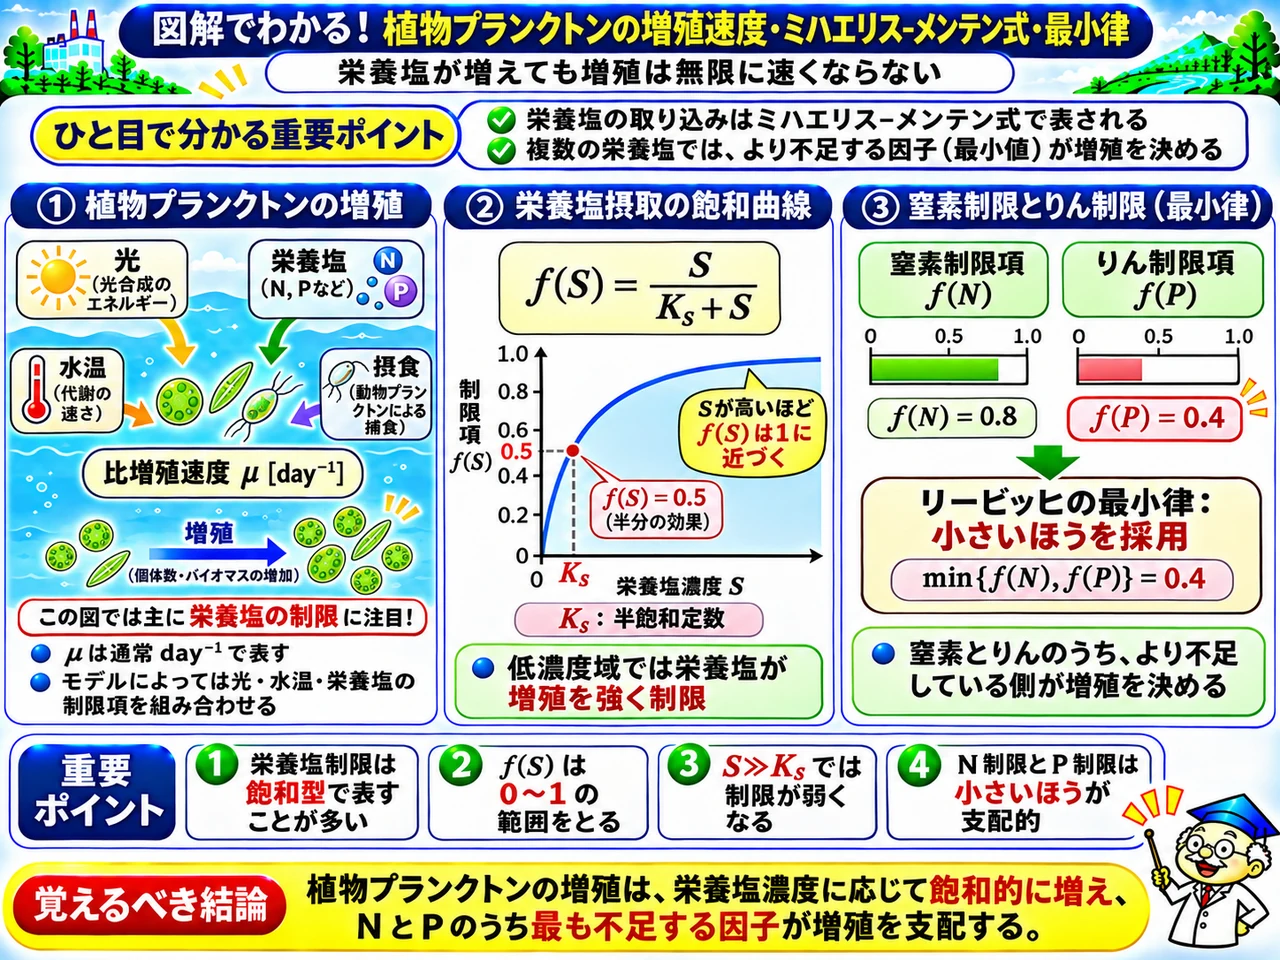 図解でわかる！ 植物プランクトンの増殖速度・ミハエリス-メンテン式・最小律
栄養塩が増えても増殖は無限に速くならない
ひと目で分かる重要ポイント
栄養塩の取り込みはミハエリス−メンテン式で表される
複数の栄養塩では、より不足する因子（最小値）が増殖を決める
① 植物プランクトンの増殖
光
（光合成の
エネルギー）
栄養塩
（N, Pなど）
N
P
水温
（代謝の
速さ）
摂食
（動物プラン
クトンによる
捕食）
比増殖速度 μ [day⁻¹]
増殖
（個体数・バイオマスの増加）
この図では主に 栄養塩の制限 に注目！
μは通常 day⁻¹ で表す
モデルによっては光・水温・栄養塩の
制限項を組み合わせる
② 栄養塩摂取の飽和曲線
f(S) = S / (Ks + S)
制限項 f(S)
1.0
0.8
0.6
0.5
0.4
0.2
0
0
Ks
栄養塩濃度 S
Sが高いほど
f(S) は1に
近づく
f(S) = 0.5
（半分の効果）
Ks：半飽和定数
低濃度域では栄養塩が
増殖を強く制限
③ 窒素制限とりん制限（最小律）
窒素制限項
f(N)
0 0.5 1.0
f(N) = 0.8
りん制限項
f(P)
0 0.5 1.0
f(P) = 0.4
リービッヒの最小律：
小さいほうを採用
min{f(N), f(P)} = 0.4
窒素とりんのうち、より不足
している側が増殖を決める
重要
ポイント
1 栄養塩制限は
飽和型で表す
ことが多い
2 f(S) は
0〜1 の
範囲をとる
3 S≫Ks では
制限が弱く
なる
4 N制限とP制限は
小さいほうが
支配的
覚えるべき結論
植物プランクトンの増殖は、栄養塩濃度に応じて飽和的に増え、
NとPのうち最も不足する因子が増殖を支配する。